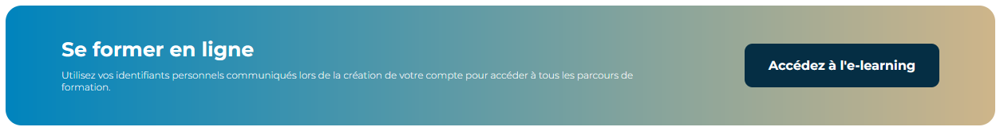 Se former en ligne
Utilisez vos identifiants personnels communiqués lors de la création de votre compte pour accéder à tous les parcours de
formation.
Accédez à l'e-learning